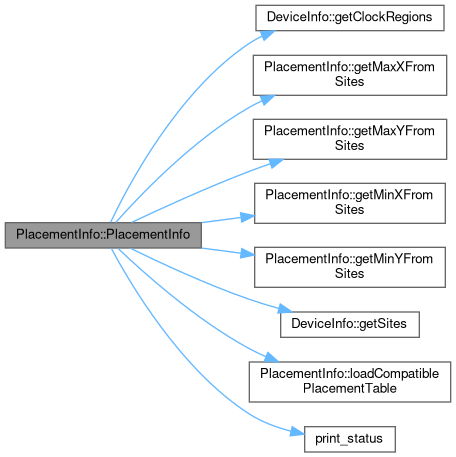 DeviceInfo::getClockRegions
PlacementInfo::getMaxXFrom
Sites
PlacementInfo::getMaxYFrom
Sites
PlacementInfo::getMinXFrom
Sites
PlacementInfo::PlacementInfo
PlacementInfo::getMinYFrom
Sites
DeviceInfo::getSites
PlacementInfo::loadCompatible
PlacementTable
print_status